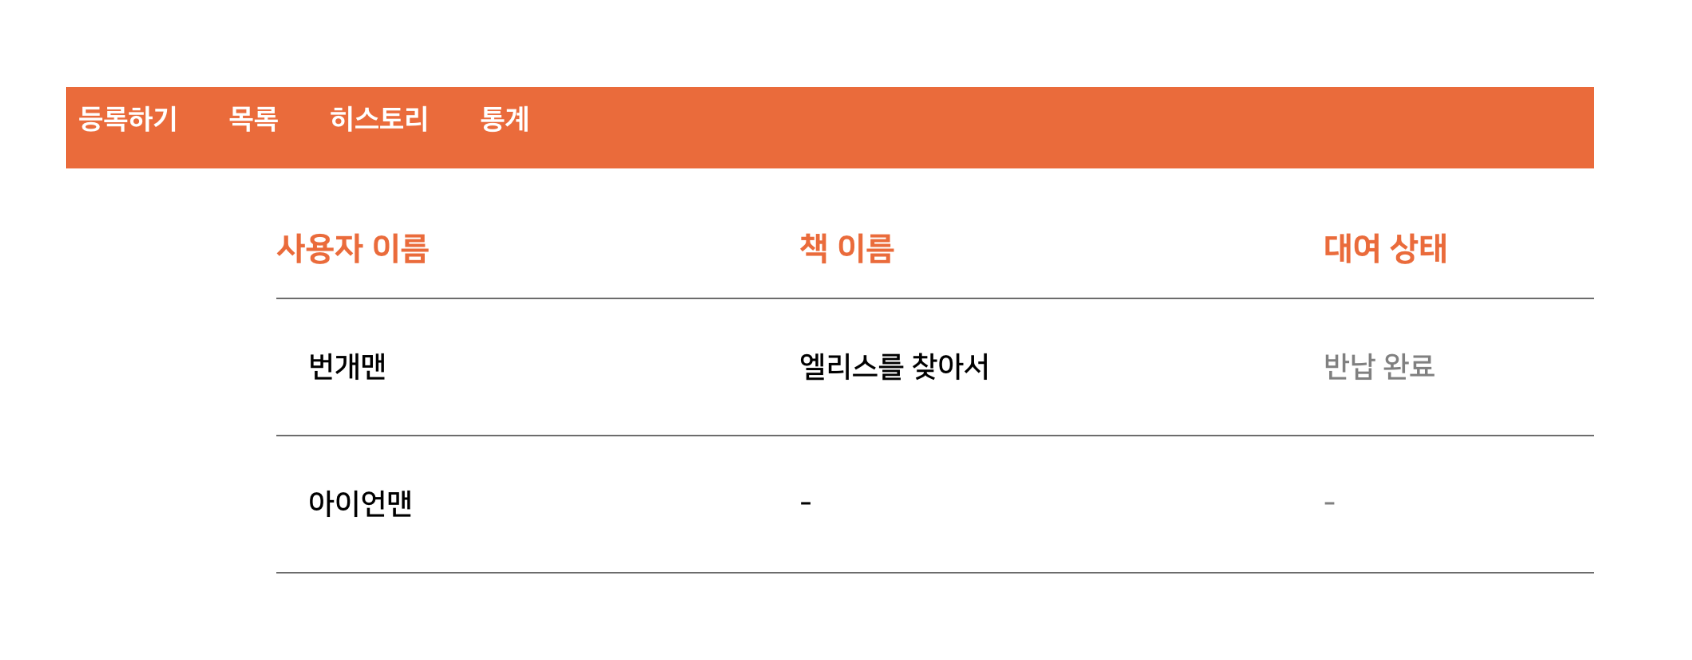 등록하기 목록 히스토리 통계
사용자 이름 책 이름 대여 상태
번개맨 엘리스를 찾아서 반납 완료
아이언맨 - -